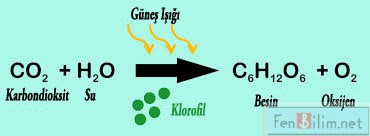 Güneş Işığı
CO2 + H2O C6H12O6 + O2
Karbondioksit Su Klorofil Besin Oksijen
FenBilim.net